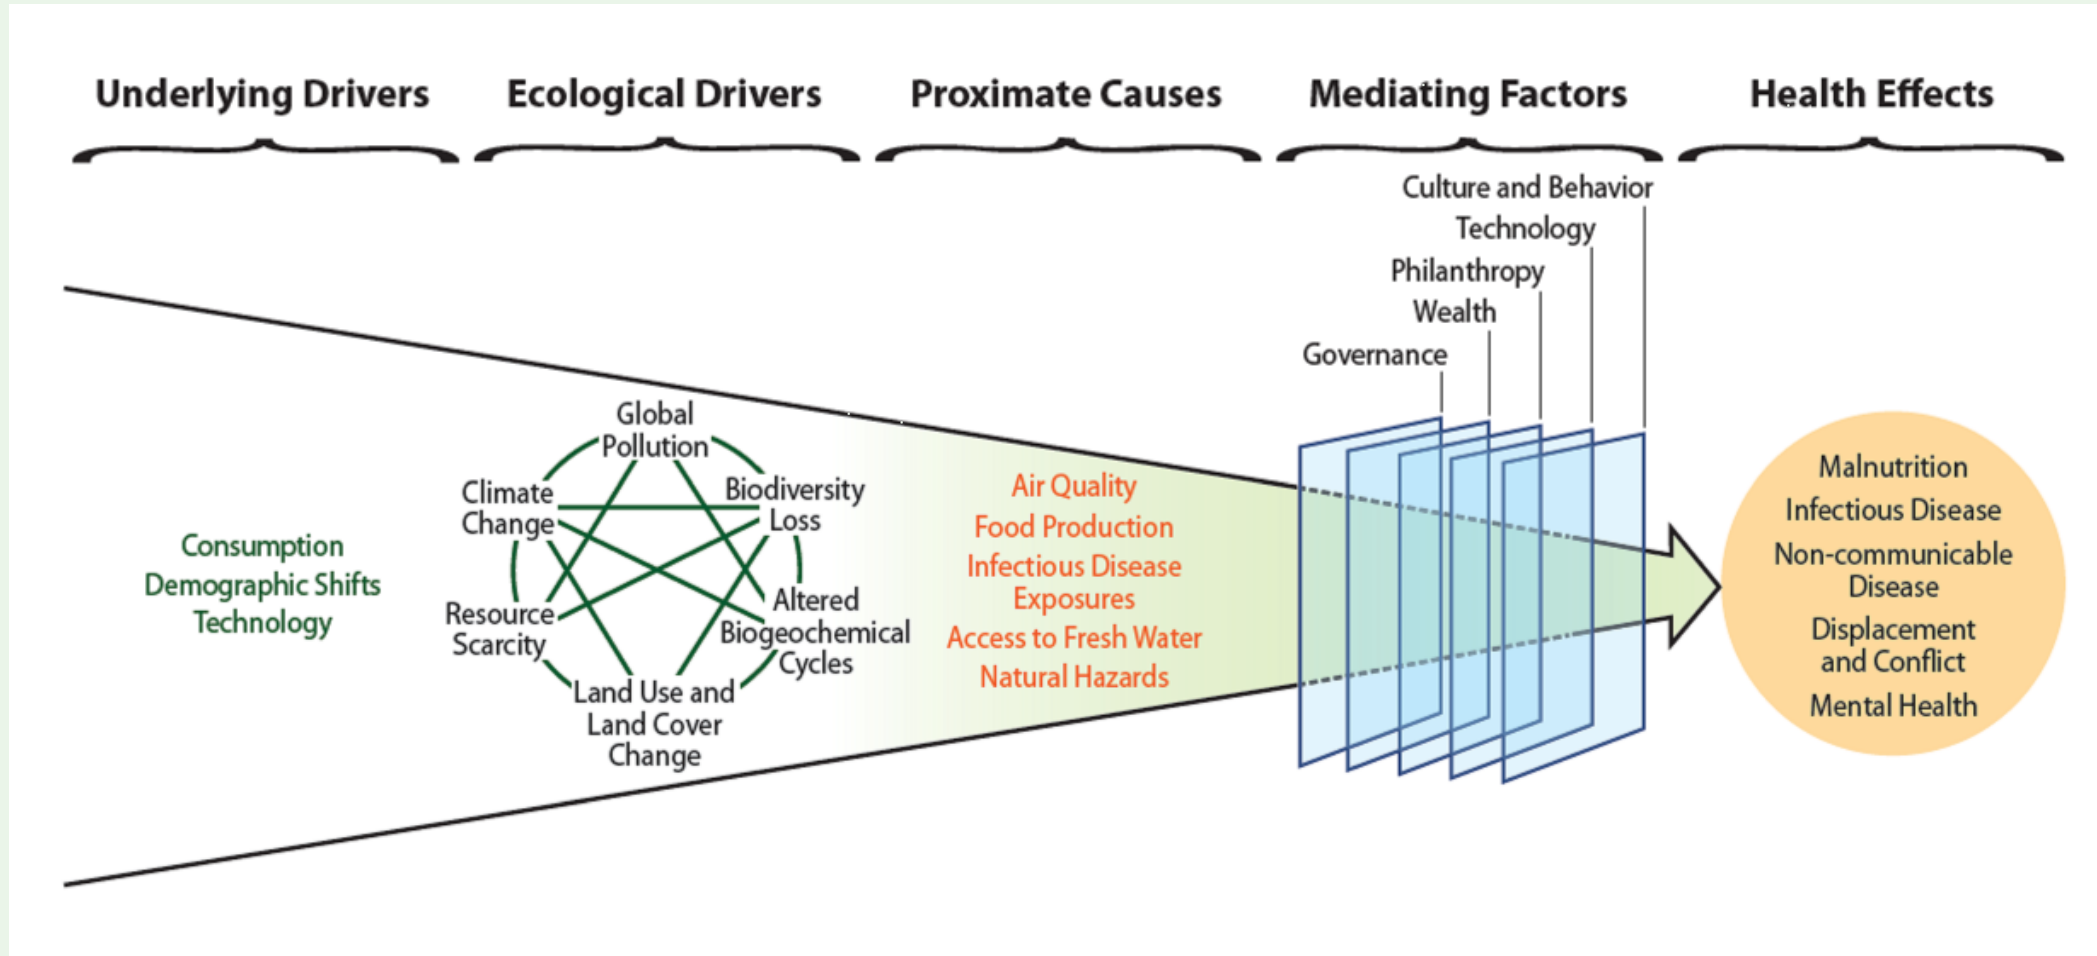 Underlying Drivers
Ecological Drivers
Proximate Causes
Mediating Factors
Health Effects
Consumption
Demographic Shifts
Technology
Global
Pollution
Climate
Change
Biodiversity
Loss
Resource
Scarcity
Altered
Biogeochemical
Cycles
Land Use and
Land Cover
Change
Air Quality
Food Production
Infectious Disease
Exposures
Access to Fresh Water
Natural Hazards
Culture and Behavior
Technology
Philanthropy
Wealth
Governance
Malnutrition
Infectious Disease
Non-communicable
Disease
Displacement
and Conflict
Mental Health